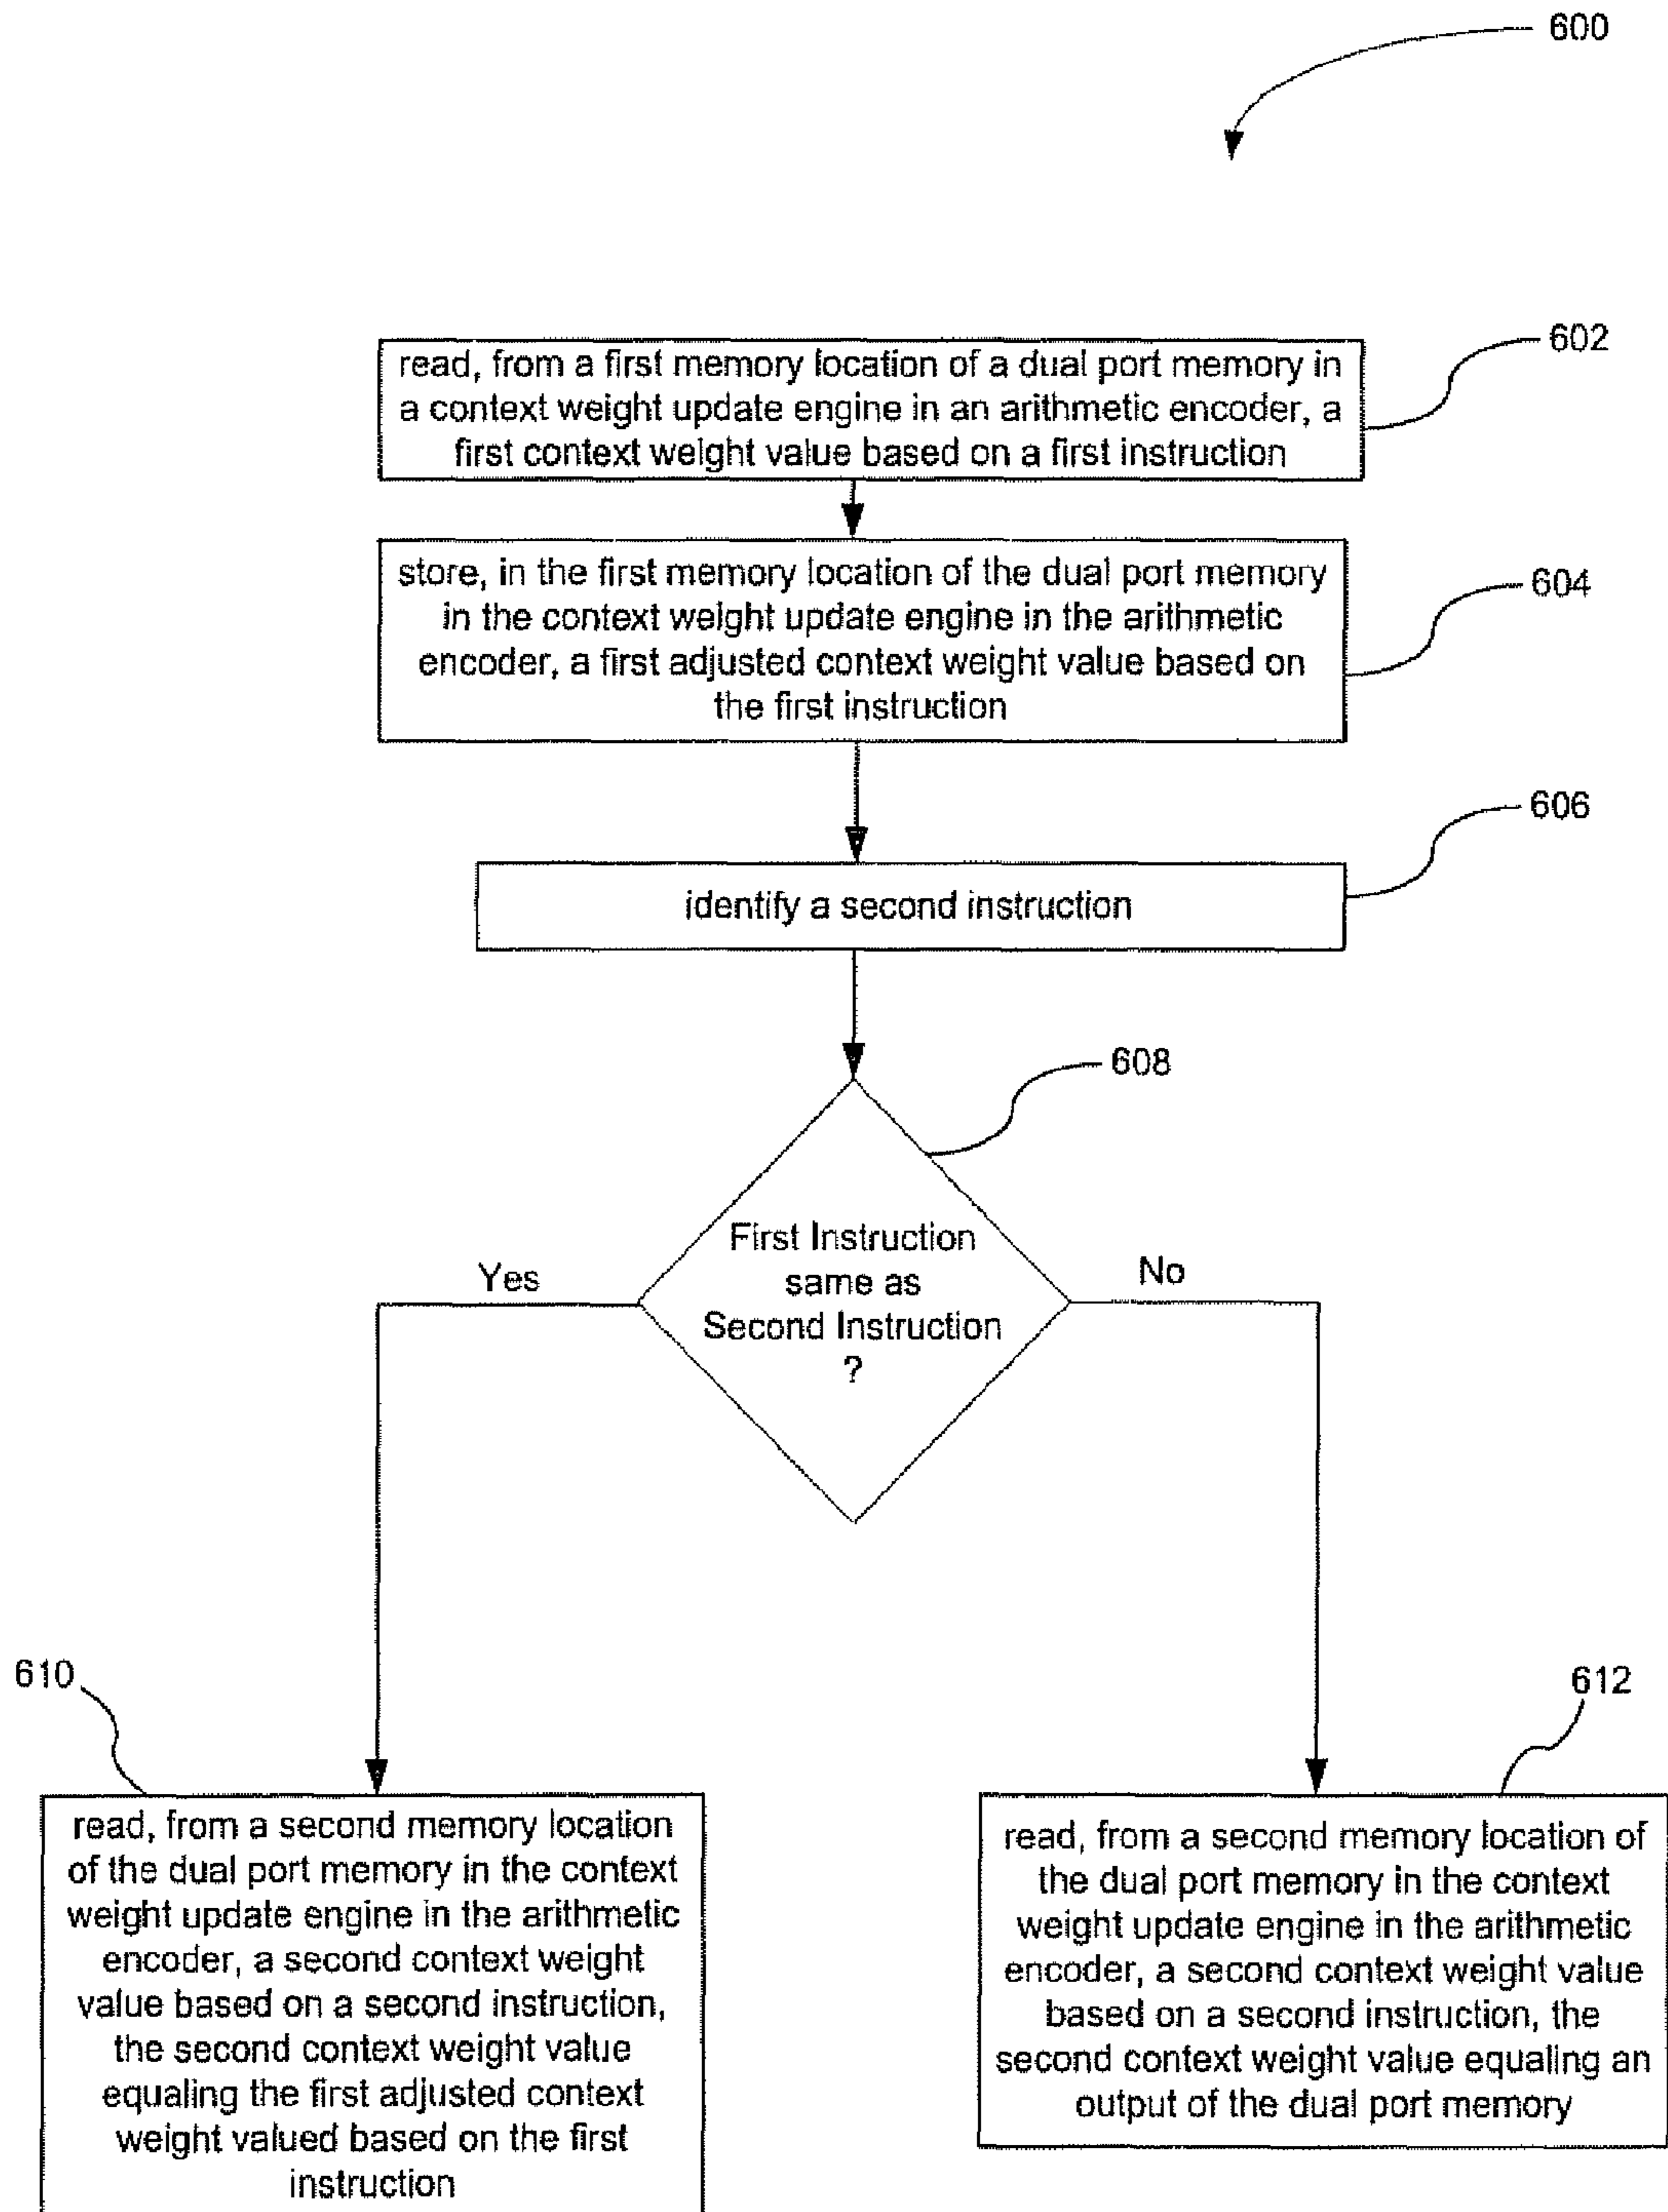 600
602
read, from a first memory location of a dual port memory in
a context weight update engine in an arithmetic encoder, a
first context weight value based on a first instruction
604
store, in the first memory location of the dual port memory
in the context weight update engine in the arithmetic
encoder, a first adjusted context weight value based on
the first instruction
606
identify a second instruction
608
First Instruction
same as
Second Instruction
?
Yes
No
610
read, from a second memory location
of the dual port memory in the context
weight update engine in the arithmetic
encoder, a second context weight
value based on a second instruction,
the second context weight value
equaling the first adjusted context
weight valued based on the first
instruction
612
read, from a second memory location of
the dual port memory in the context
weight update engine in the arithmetic
encoder, a second context weight value
based on a second instruction, the
second context weight value equaling an
output of the dual port memory